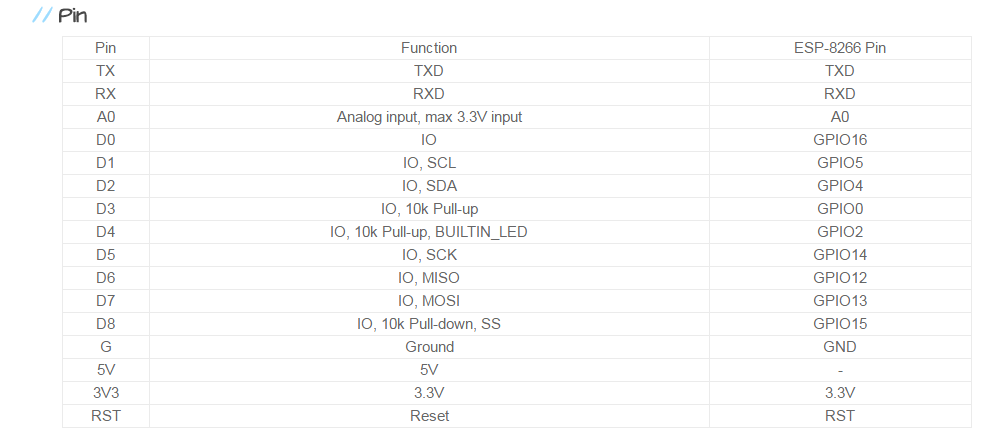 // Pin
Pin Function ESP-8266 Pin
TX TXD TXD
RX RXD RXD
A0 Analog input, max 3.3V input A0
D0 IO GPIO16
D1 IO, SCL GPIO5
D2 IO, SDA GPIO4
D3 IO, 10k Pull-up GPIO0
D4 IO, 10k Pull-up, BUILTIN_LED GPIO2
D5 IO, SCK GPIO14
D6 IO, MISO GPIO12
D7 IO, MOSI GPIO13
D8 IO, 10k Pull-down, SS GPIO15
G Ground GND
5V 5V -
3V3 3.3V 3.3V
RST Reset RST